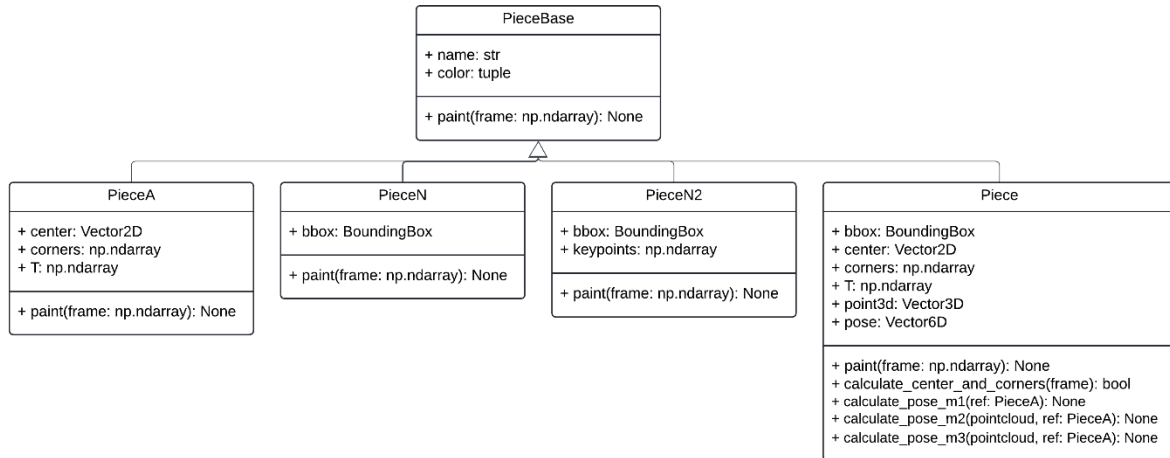 PieceBase
+ name: str
+ color: tuple
+ paint(frame: np.ndarray): None
PieceA
+ center: Vector2D
+ corners: np.ndarray
+ T: np.ndarray
+ paint(frame: np.ndarray): None
PieceN
+ bbox: BoundingBox
+ paint(frame: np.ndarray): None
PieceN2
+ bbox: BoundingBox
+ keypoints: np.ndarray
+ paint(frame: np.ndarray): None
Piece
+ bbox: BoundingBox
+ center: Vector2D
+ corners: np.ndarray
+ T: np.ndarray
+ point3d: Vector3D
+ pose: Vector6D
+ paint(frame: np.ndarray): None
+ calculate_center_and_corners(frame): bool
+ calculate_pose_m1(ref: PieceA): None
+ calculate_pose_m2(pointcloud, ref: PieceA): None
+ calculate_pose_m3(pointcloud, ref: PieceA): None